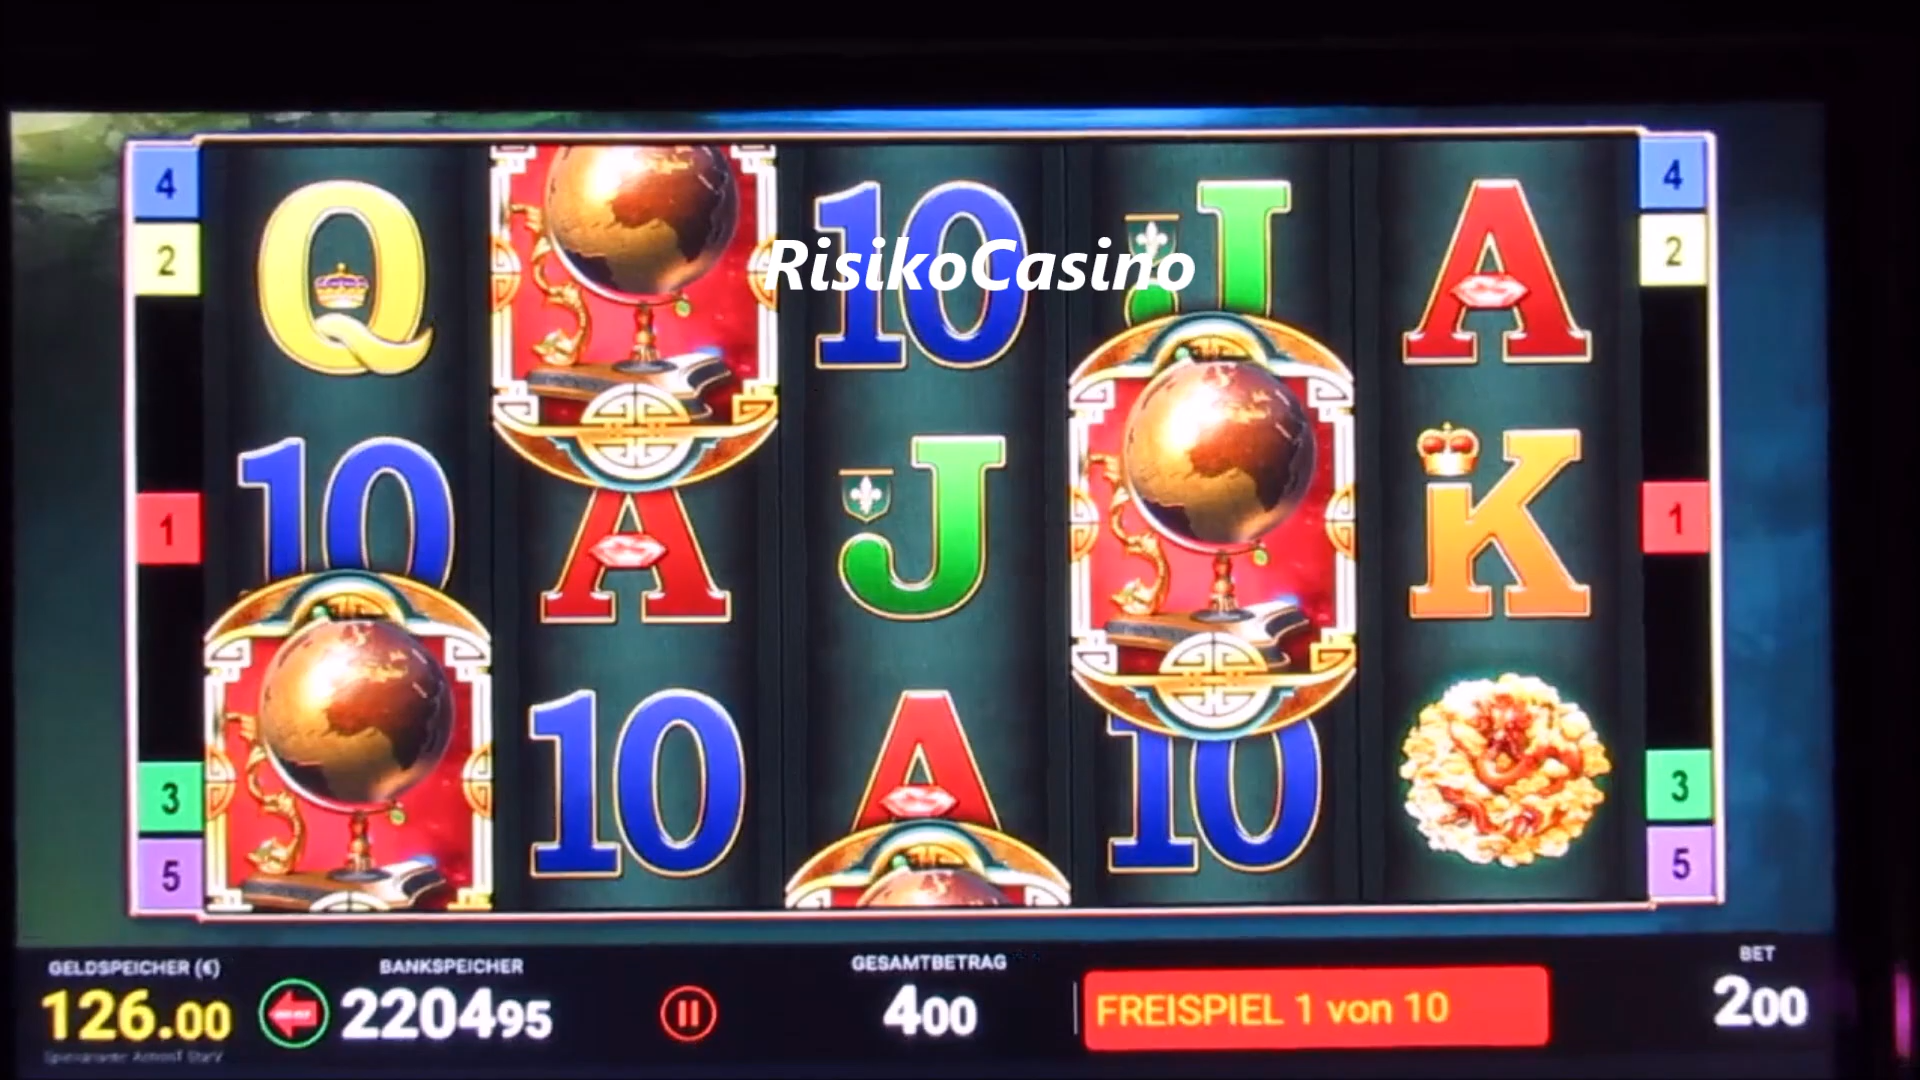 4
4
Q
10
J
A
RisikoCasino
2
2
10
J
K
1
A
1
10
A
10
3
3
5
5
GELDSPEICHER (€)
BANKSPEICHER
GESAMTBETRAG
BET
126.00
220495
400
FREISPIEL 1 von 10
200